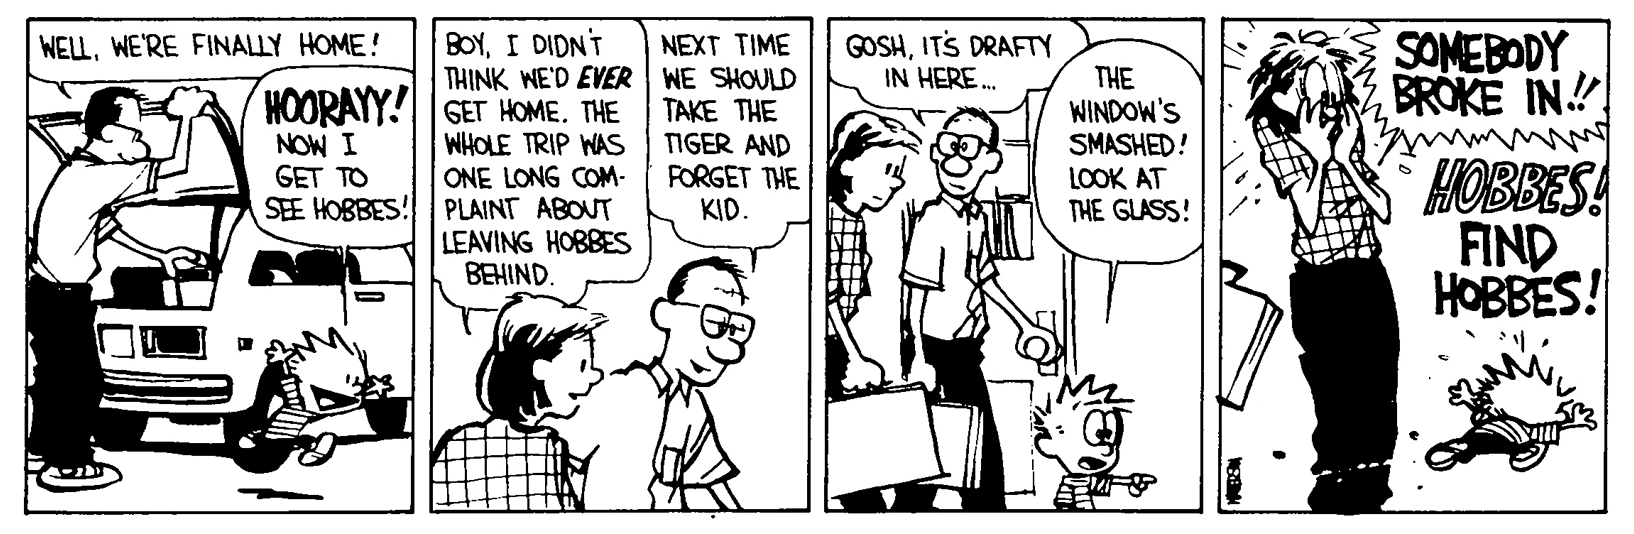 WELL, WE'RE FINALLY HOME!
HOORAYY!
NOW I
GET TO
SEE HOBBES!
BOY, I DIDN'T
THINK WE'D EVER
GET HOME. THE
WHOLE TRIP WAS
ONE LONG COM-
PLAINT ABOUT
LEAVING HOBBES
BEHIND.
NEXT TIME
WE SHOULD
TAKE THE
TIGER AND
FORGET THE
KID.
GOSH, IT'S DRAFTY
IN HERE...
THE
WINDOW'S
SMASHED!
LOOK AT
THE GLASS!
SOMEBODY
BROKE IN!!
HOBBES!
FIND
HOBBES!
WATTERSON